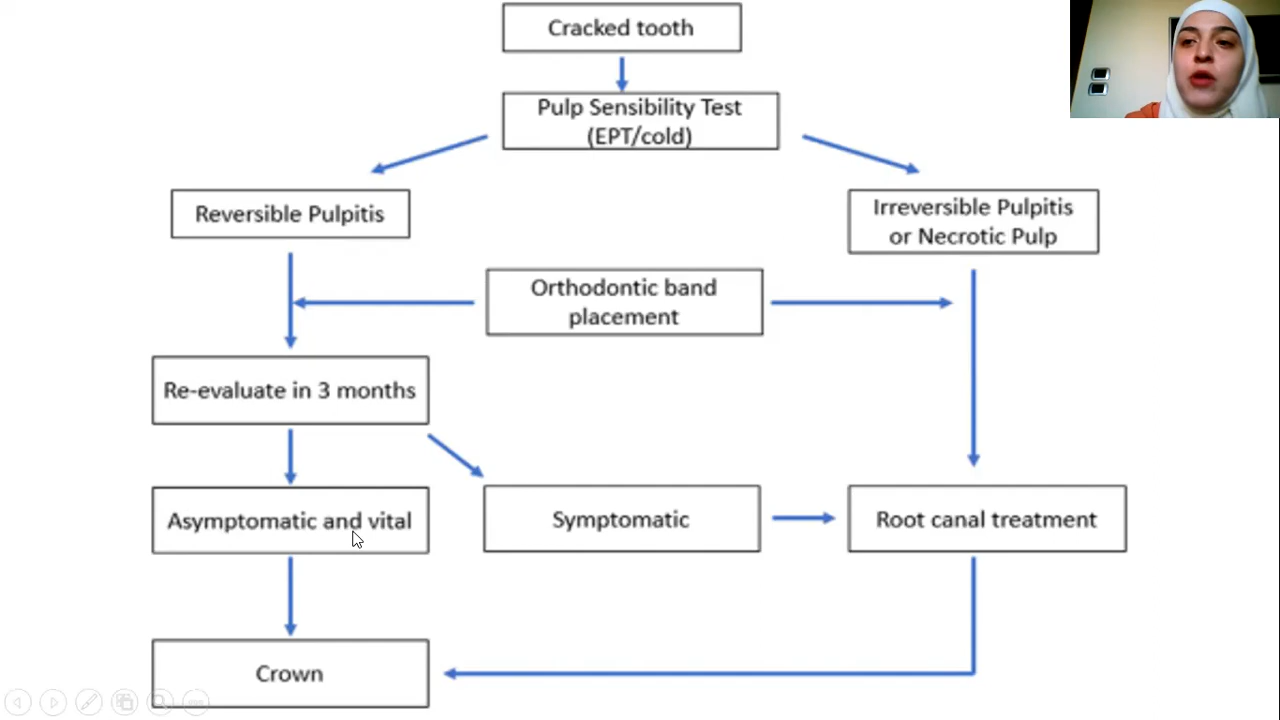 Cracked tooth
Pulp Sensibility Test
(EPT/cold)
Reversible Pulpitis
Irreversible Pulpitis
or Necrotic Pulp
Orthodontic band
placement
Re-evaluate in 3 months
Asymptomatic and vital
Symptomatic
Root canal treatment
Crown